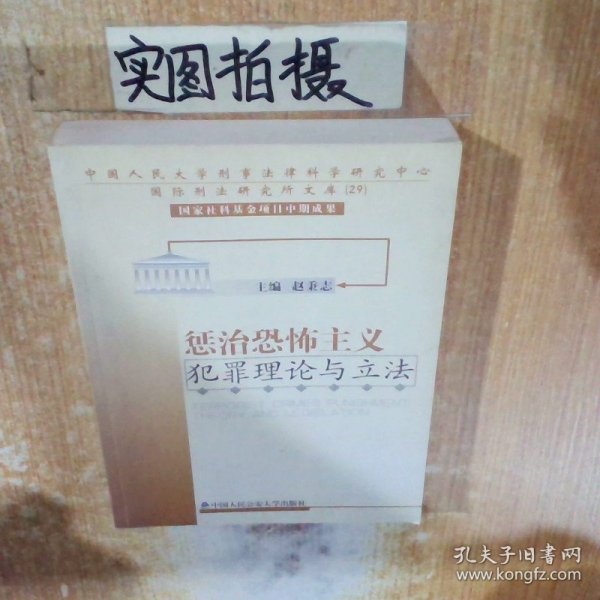 实图拍摄
中国人民大学刑事法律科学研究中心
国际刑法研究所文库(29)
国家社科基金项目中期成果
主编 赵秉志
惩治恐怖主义
犯罪理论与立法
中国人民公安大学出版社
孔夫子旧书网
www.kongfz.com